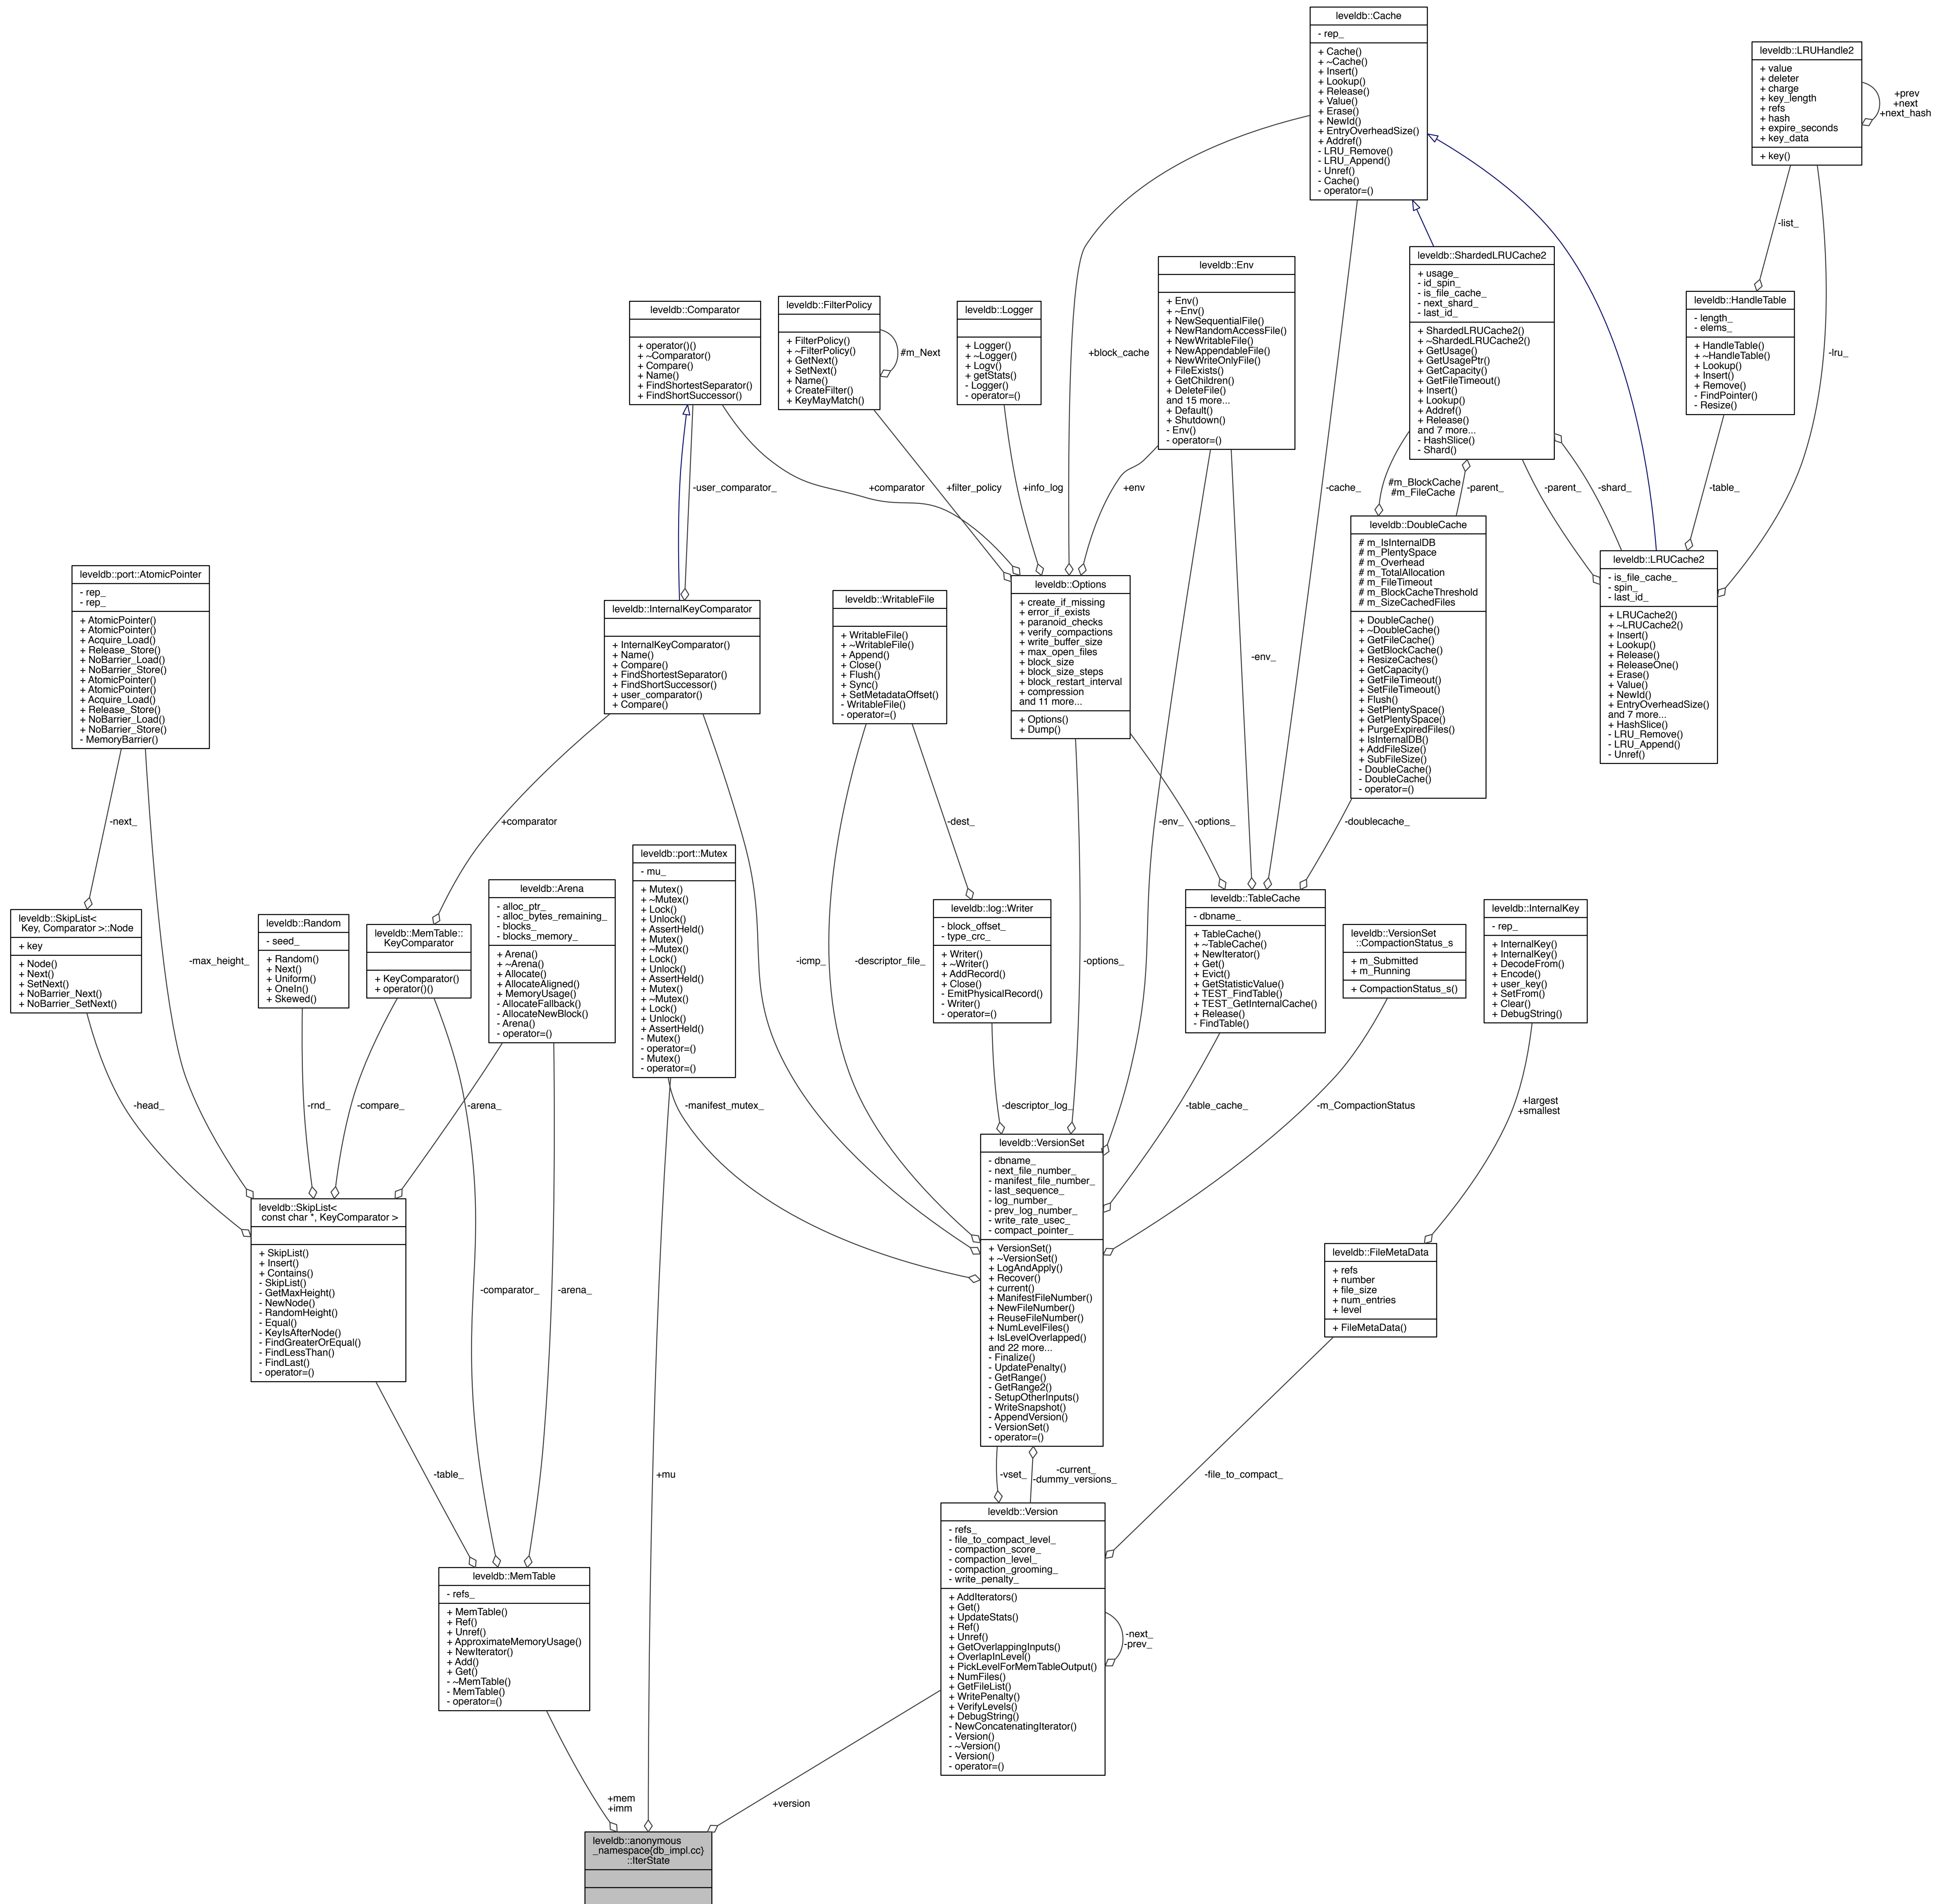 leveldb::Cache
- rep_
+ Cache()
+ ~Cache()
+ Insert()
+ Lookup()
+ Release()
+ Value()
+ Erase()
+ NewId()
+ EntryOverheadSize()
+ Addref()
- LRU_Remove()
- LRU_Append()
- Unref()
- Cache()
- operator=()
leveldb::LRUHandle2
+ value
+ deleter
+ charge
+ key_length
+ refs
+ hash
+ expire_seconds
+ key_data
+ key()
+prev
+next
+next_hash
-list_
-lru_
leveldb::ShardedLRUCache2
+ usage_
- id_spin_
- is_file_cache_
- next_shard_
- last_id_
+ ShardedLRUCache2()
+ ~ShardedLRUCache2()
+ GetUsage()
+ GetUsagePtr()
+ GetCapacity()
+ GetFileTimeout()
+ Insert()
+ Lookup()
+ Addref()
+ Release()
and 7 more...
- HashSlice()
- Shard()
leveldb::HandleTable
- length_
- elems_
+ HandleTable()
+ ~HandleTable()
+ Lookup()
+ Insert()
+ Remove()
- FindPointer()
- Resize()
leveldb::Env
+ Env()
+ ~Env()
+ NewSequentialFile()
+ NewRandomAccessFile()
+ NewWritableFile()
+ NewAppendableFile()
+ NewWriteOnlyFile()
+ FileExists()
+ GetChildren()
+ DeleteFile()
and 15 more...
+ Default()
+ Shutdown()
- Env()
- operator=()
leveldb::Comparator
+ operator()()
+ ~Comparator()
+ Compare()
+ Name()
+ FindShortestSeparator()
+ FindShortSuccessor()
leveldb::FilterPolicy
+ FilterPolicy()
+ ~FilterPolicy()
+ GetNext()
+ SetNext()
+ Name()
+ CreateFilter()
+ KeyMayMatch()
#m_Next
leveldb::Logger
+ Logger()
+ ~Logger()
+ Logv()
+ getStats()
- Logger()
- operator=()
+block_cache
-user_comparator_
+comparator
+filter_policy
+info_log
+env
-cache_
#m_BlockCache
#m_FileCache
-parent_
-parent_
-shard_
-table_
leveldb::DoubleCache
# m_IsInternalDB
# m_PlentySpace
# m_Overhead
# m_TotalAllocation
# m_FileTimeout
# m_BlockCacheThreshold
# m_SizeCachedFiles
+ DoubleCache()
+ ~DoubleCache()
+ GetFileCache()
+ GetBlockCache()
+ ResizeCaches()
+ GetCapacity()
+ GetFileTimeout()
+ SetFileTimeout()
+ Flush()
+ SetPlentySpace()
+ GetPlentySpace()
+ PurgeExpiredFiles()
+ IsInternalDB()
+ AddFileSize()
+ SubFileSize()
- DoubleCache()
- DoubleCache()
- operator=()
leveldb::LRUCache2
- is_file_cache_
- spin_
- last_id_
+ LRUCache2()
+ ~LRUCache2()
+ Insert()
+ Lookup()
+ Release()
+ ReleaseOne()
+ Erase()
+ Value()
+ NewId()
+ EntryOverheadSize()
and 7 more...
+ HashSlice()
- LRU_Remove()
- LRU_Append()
- Unref()
leveldb::port::AtomicPointer
- rep_
- rep_
+ AtomicPointer()
+ AtomicPointer()
+ Acquire_Load()
+ Release_Store()
+ NoBarrier_Load()
+ NoBarrier_Store()
+ AtomicPointer()
+ AtomicPointer()
+ Acquire_Load()
+ Release_Store()
+ NoBarrier_Load()
+ NoBarrier_Store()
- MemoryBarrier()
leveldb::InternalKeyComparator
+ InternalKeyComparator()
+ Name()
+ Compare()
+ FindShortestSeparator()
+ FindShortSuccessor()
+ user_comparator()
+ Compare()
leveldb::WritableFile
+ WritableFile()
+ ~WritableFile()
+ Append()
+ Close()
+ Flush()
+ Sync()
+ SetMetadataOffset()
- WritableFile()
- operator=()
leveldb::Options
+ create_if_missing
+ error_if_exists
+ paranoid_checks
+ verify_compactions
+ write_buffer_size
+ max_open_files
+ block_size
+ block_size_steps
+ block_restart_interval
+ compression
and 11 more...
+ Options()
+ Dump()
-env_
-next_
+comparator
-dest_
-env_
-options_
-doublecache_
leveldb::port::Mutex
- mu_
+ Mutex()
+ ~Mutex()
+ Lock()
+ Unlock()
+ AssertHeld()
+ Mutex()
+ ~Mutex()
+ Lock()
+ Unlock()
+ AssertHeld()
+ Mutex()
+ ~Mutex()
+ Lock()
+ Unlock()
+ AssertHeld()
- Mutex()
- operator=()
- Mutex()
- operator=()
leveldb::Arena
- alloc_ptr_
- alloc_bytes_remaining_
- blocks_
- blocks_memory_
+ Arena()
+ ~Arena()
+ Allocate()
+ AllocateAligned()
+ MemoryUsage()
- AllocateFallback()
- AllocateNewBlock()
- Arena()
- operator=()
leveldb::SkipList<
Key, Comparator >::Node
+ key
+ Node()
+ Next()
+ SetNext()
+ NoBarrier_Next()
+ NoBarrier_SetNext()
leveldb::Random
- seed_
+ Random()
+ Next()
+ Uniform()
+ OneIn()
+ Skewed()
leveldb::MemTable::
KeyComparator
+ KeyComparator()
+ operator()()
leveldb::log::Writer
- block_offset_
- type_crc_
+ Writer()
+ ~Writer()
+ AddRecord()
+ Close()
- EmitPhysicalRecord()
- Writer()
- operator=()
leveldb::TableCache
- dbname_
+ TableCache()
+ ~TableCache()
+ NewIterator()
+ Get()
+ Evict()
+ GetStatisticValue()
+ TEST_FindTable()
+ TEST_GetInternalCache()
+ Release()
- FindTable()
leveldb::VersionSet
::CompactionStatus_s
+ m_Submitted
+ m_Running
+ CompactionStatus_s()
leveldb::InternalKey
- rep_
+ InternalKey()
+ InternalKey()
+ DecodeFrom()
+ Encode()
+ user_key()
+ SetFrom()
+ Clear()
+ DebugString()
-max_height_
-icmp_
-descriptor_file_
-options_
-head_
-rnd_
-compare_
-arena_
-manifest_mutex_
-descriptor_log_
-table_cache_
-m_CompactionStatus
+largest
+smallest
leveldb::VersionSet
- dbname_
- next_file_number_
- manifest_file_number_
- last_sequence_
- log_number_
- prev_log_number_
- write_rate_usec_
- compact_pointer_
+ VersionSet()
+ ~VersionSet()
+ LogAndApply()
+ Recover()
+ current()
+ ManifestFileNumber()
+ NewFileNumber()
+ ReuseFileNumber()
+ NumLevelFiles()
+ IsLevelOverlapped()
and 22 more...
- Finalize()
- UpdatePenalty()
- GetRange()
- GetRange2()
- SetupOtherInputs()
- WriteSnapshot()
- AppendVersion()
- VersionSet()
- operator=()
leveldb::SkipList<
const char *, KeyComparator >
+ SkipList()
+ Insert()
+ Contains()
- SkipList()
- GetMaxHeight()
- NewNode()
- RandomHeight()
- Equal()
- KeyIsAfterNode()
- FindGreaterOrEqual()
- FindLessThan()
- FindLast()
- operator=()
-comparator_
-arena_
leveldb::FileMetaData
+ refs
+ number
+ file_size
+ num_entries
+ level
+ FileMetaData()
-table_
+mu
-vset_
-current_
-dummy_versions_
-file_to_compact_
leveldb::Version
- refs_
- file_to_compact_level_
- compaction_score_
- compaction_level_
- compaction_grooming_
- write_penalty_
+ AddIterators()
+ Get()
+ UpdateStats()
+ Ref()
+ Unref()
+ GetOverlappingInputs()
+ OverlapInLevel()
+ PickLevelForMemTableOutput()
+ NumFiles()
+ GetFileList()
+ WritePenalty()
+ VerifyLevels()
+ DebugString()
- NewConcatenatingIterator()
- Version()
- ~Version()
- Version()
- operator=()
-next_
-prev_
leveldb::MemTable
- refs_
+ MemTable()
+ Ref()
+ Unref()
+ ApproximateMemoryUsage()
+ NewIterator()
+ Add()
+ Get()
- ~MemTable()
- MemTable()
- operator=()
+mem
+imm
+version
leveldb::anonymous
_namespace{db_impl.cc}
::IterState